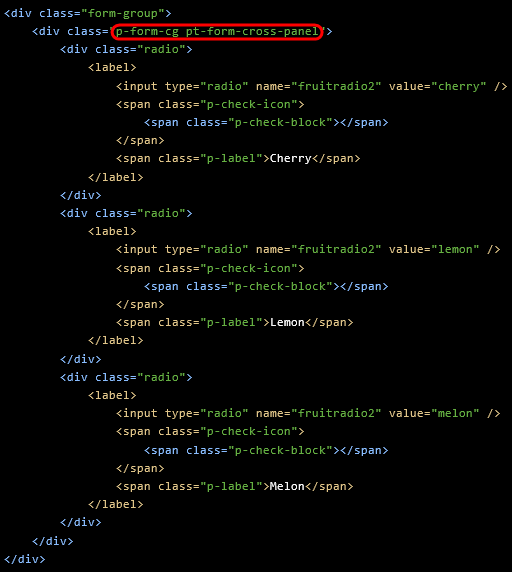 <div class="form-group">
<div class="p-form-cg pt-form-cross-panel">
<div class="radio">
<label>
<input type="radio" name="fruitradio2" value="cherry" />
<span class="p-check-icon">
<span class="p-check-block"></span>
</span>
<span class="p-label">Cherry</span>
</label>
</div>
<div class="radio">
<label>
<input type="radio" name="fruitradio2" value="lemon" />
<span class="p-check-icon">
<span class="p-check-block"></span>
</span>
<span class="p-label">Lemon</span>
</label>
</div>
<div class="radio">
<label>
<input type="radio" name="fruitradio2" value="melon" />
<span class="p-check-icon">
<span class="p-check-block"></span>
</span>
<span class="p-label">Melon</span>
</label>
</div>
</div>
</div>